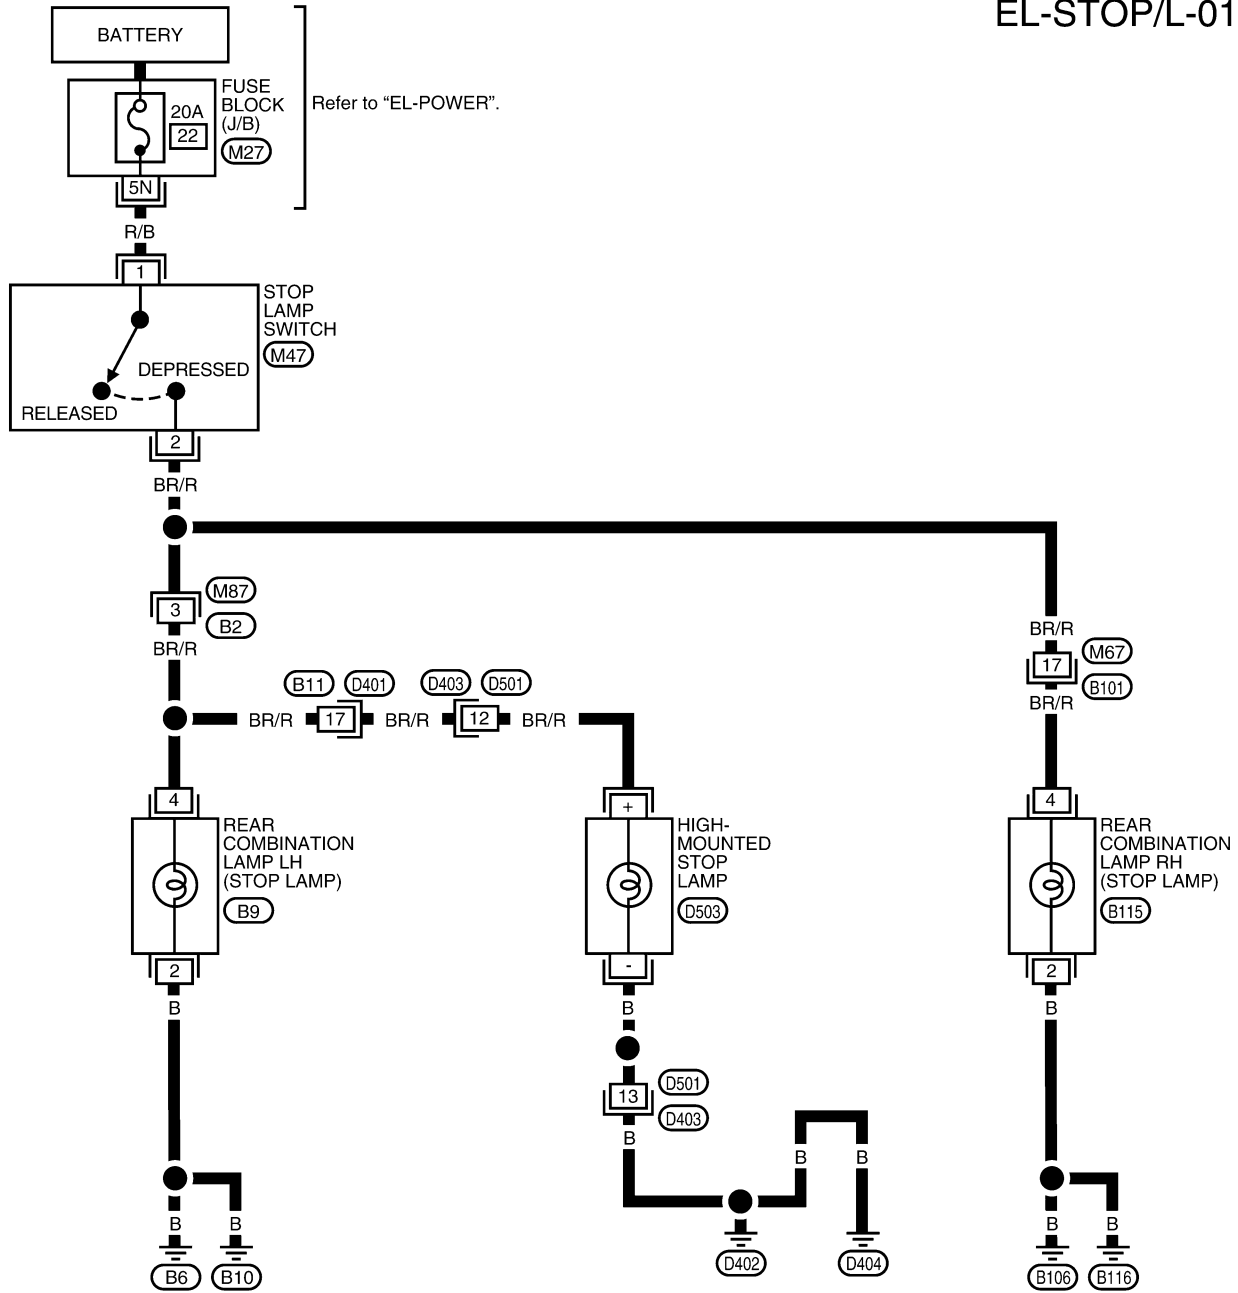 EL-STOP/L-01
BATTERY
FUSE
BLOCK
(J/B)
M27
20A
22
Refer to “EL-POWER”.
5N
R/B
1
STOP
LAMP
SWITCH
M47
DEPRESSED
RELEASED
2
BR/R
M87
3
B2
BR/R
BR/R
M67
17
B101
BR/R
B11
D401
D403
D501
BR/R
17
BR/R
12
BR/R
4
REAR
COMBINATION
LAMP LH
(STOP LAMP)
B9
2
B
+
HIGH-
MOUNTED
STOP
LAMP
D503
-
B
4
REAR
COMBINATION
LAMP RH
(STOP LAMP)
B115
2
B
D501
13
D403
B
B
B
B
B
B
B
B6
B10
D402
D404
B106
B116